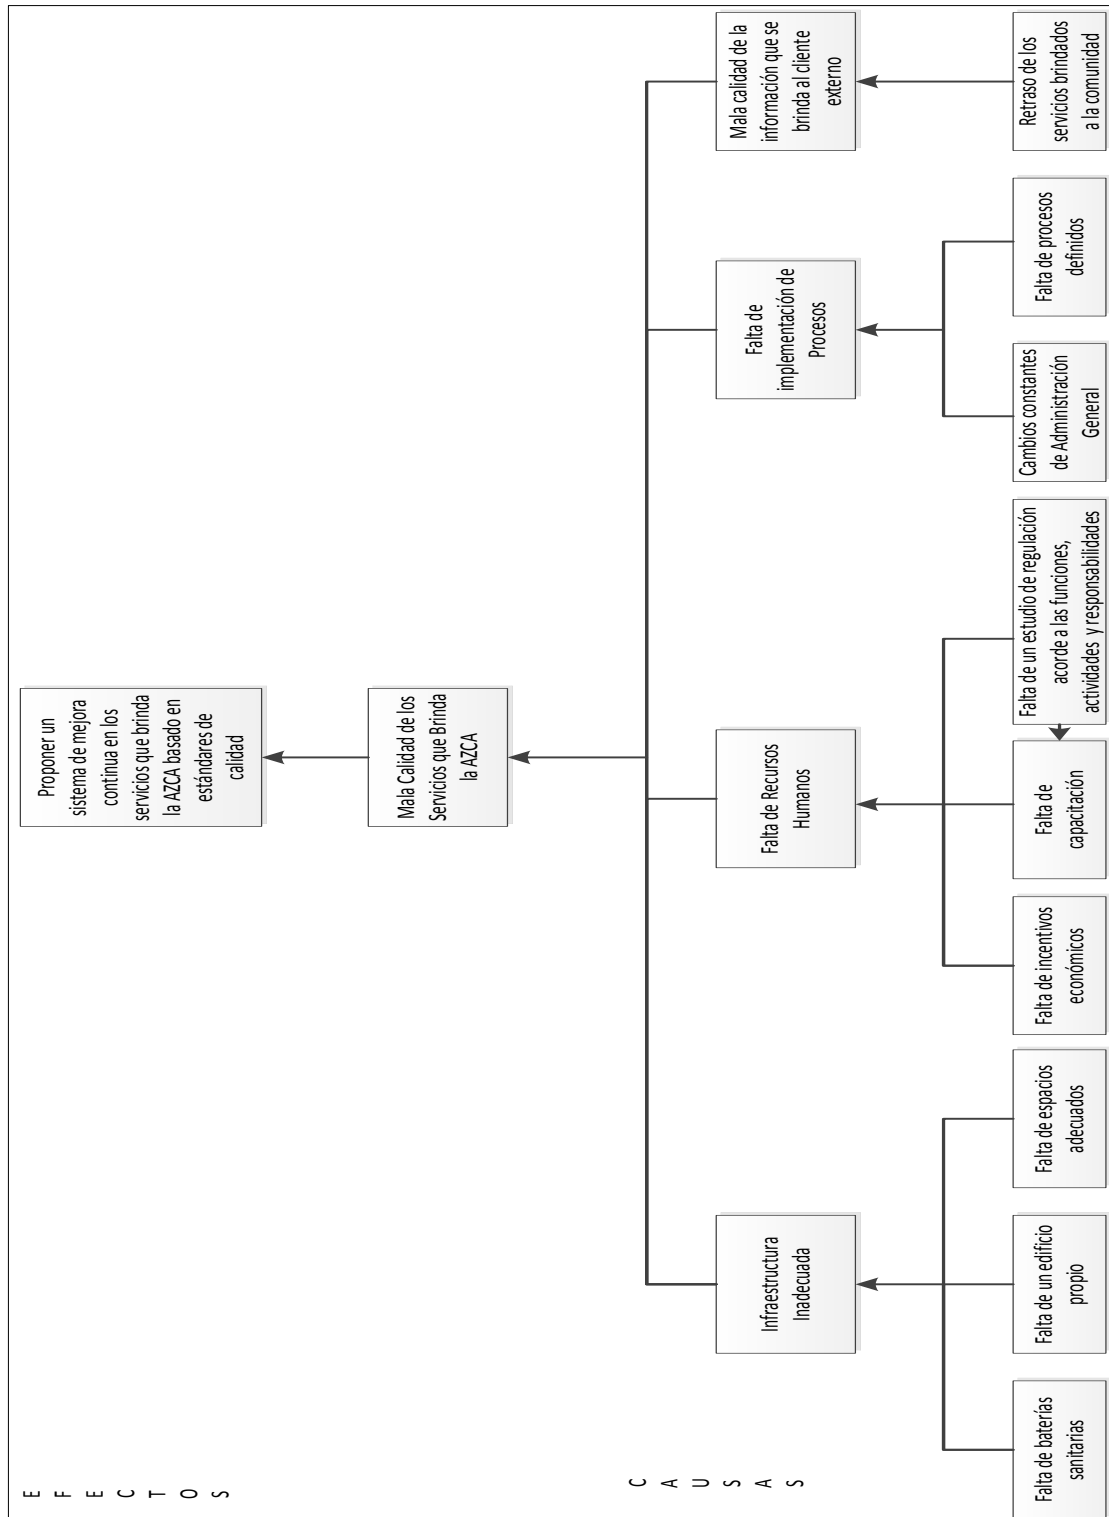 E
F
E
C
T
O
S
Proponer un
sistema de mejora
continua en los
servicios que brinda
la AZCA basado en
estándares de
calidad
Mala Calidad de los
Servicios que Brinda
la AZCA
C
A
U
S
A
S
Infraestructura
Inadecuada
Falta de Recursos
Humanos
Falta de
implementación de
Procesos
Mala calidad de la
información que se
brinda al cliente
externo
Falta de baterías
sanitarias
Falta de un edificio
propio
Falta de espacios
adecuados
Falta de incentivos
económicos
Falta de
capacitación
Falta de un estudio de regulación
acorde a las funciones,
actividades y responsabilidades
Cambios constantes
de Administración
General
Falta de procesos
definidos
Retraso de los
servicios brindados
a la comunidad